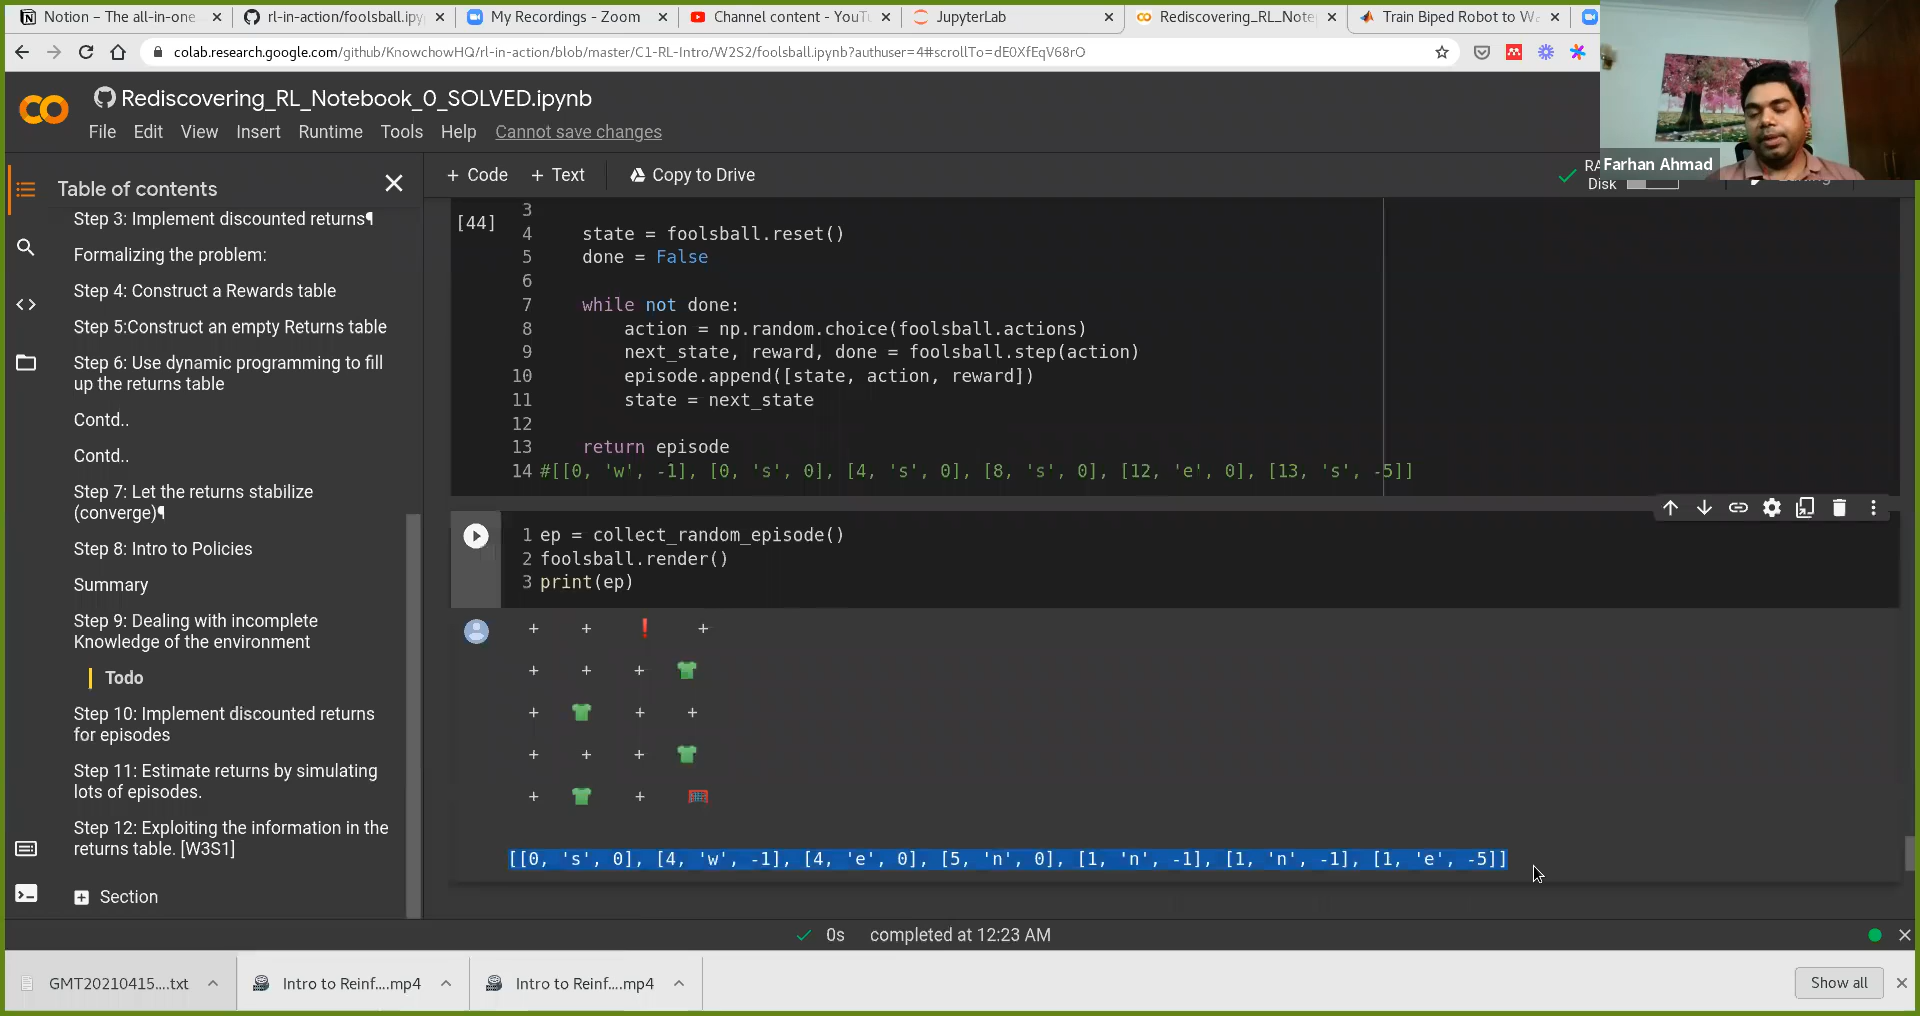 Notion – The all-in-one
rl-in-action/foolsball.ipy
My Recordings - Zoom
Channel content - YouT
JupyterLab
Rediscovering_RL_Note
Train Biped Robot to Wa
colab.research.google.com/github/KnowchowHQ/rl-in-action/blob/master/C1-RL-Intro/W2S2/foolsball.ipynb?authuser=4#scrollTo=dE0XfEqV68rO
Rediscovering_RL_Notebook_0_SOLVED.ipynb
File Edit View Insert Runtime Tools Help Cannot save changes
Farhan Ahmad
+ Code + Text Copy to Drive
RA
Disk
Table of contents
Step 3: Implement discounted returns¶
Formalizing the problem:
Step 4: Construct a Rewards table
Step 5:Construct an empty Returns table
Step 6: Use dynamic programming to fill
up the returns table
Contd..
Contd..
Step 7: Let the returns stabilize
(converge)¶
Step 8: Intro to Policies
Summary
Step 9: Dealing with incomplete
Knowledge of the environment
Todo
Step 10: Implement discounted returns
for episodes
Step 11: Estimate returns by simulating
lots of episodes.
Step 12: Exploiting the information in the
returns table. [W3S1]
Section
[44]
3
4 state = foolsball.reset()
5 done = False
6
7 while not done:
8 action = np.random.choice(foolsball.actions)
9 next_state, reward, done = foolsball.step(action)
10 episode.append([state, action, reward])
11 state = next_state
12
13 return episode
14 #[[0, 'w', -1], [0, 's', 0], [4, 's', 0], [8, 's', 0], [12, 'e', 0], [13, 's', -5]]
1 ep = collect_random_episode()
2 foolsball.render()
3 print(ep)
+ + ❗ +
+ + + 👕
+ 👕 + +
+ + + 👕
+ 👕 + 🥅
[[0, 's', 0], [4, 'w', -1], [4, 'e', 0], [5, 'n', 0], [1, 'n', -1], [1, 'n', -1], [1, 'e', -5]]
0s completed at 12:23 AM
GMT20210415....txt
Intro to Reinf....mp4
Intro to Reinf....mp4
Show all